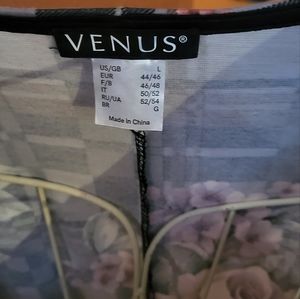 VENUS®
US/GB L
EUR 44/46
F/B 46/48
IT 50/52
RU/UA 52/54
BR G
Made in China